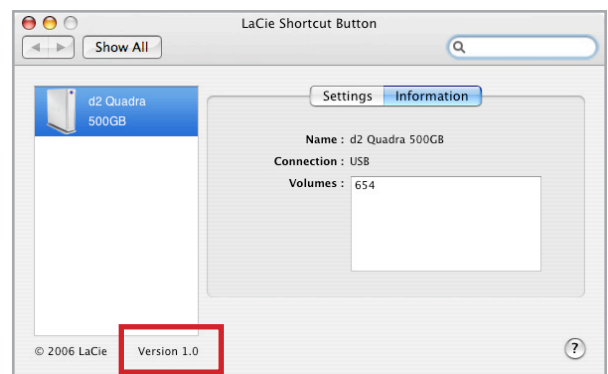 LaCie Shortcut Button
Show All
d2 Quadra
500GB
Settings Information
Name : d2 Quadra 500GB
Connection : USB
Volumes : 654
© 2006 LaCie Version 1.0
?